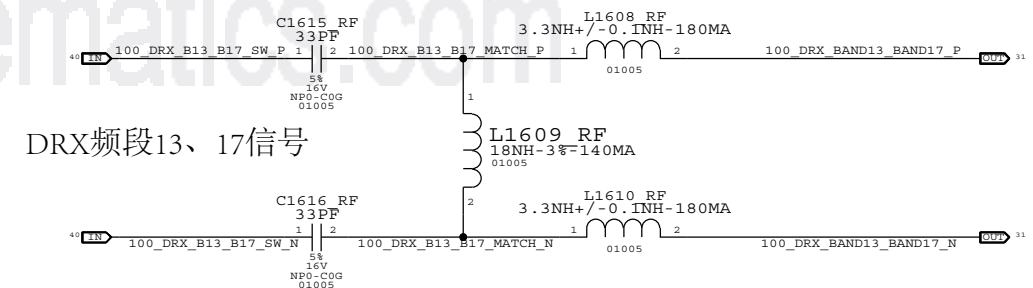 ematics.com
C1615_RF
33PF
L1608_RF
3.3NH+/-0.1NH-180MA
40 IN 100_DRX_B13_B17_SW_P 1 2 100_DRX_B13_B17_MATCH_P 1 2 100_DRX_BAND13_BAND17_P OUT 31
5%
16V
NP0-C0G
01005
01005
1
DRX频段13、17信号
L1609_RF
18NH-3%-140MA
01005
2
C1616_RF
33PF
L1610_RF
3.3NH+/-0.1NH-180MA
40 IN 100_DRX_B13_B17_SW_N 1 2 100_DRX_B13_B17_MATCH_N 1 2 100_DRX_BAND13_BAND17_N OUT 31
5%
16V
NP0-C0G
01005
01005